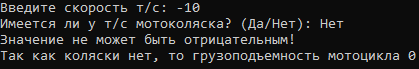 Введите скорость т/с: -10
Имеется ли у т/с мотоколяска? (Да/Нет): Нет
Значение не может быть отрицательным!
Так как коляски нет, то грузоподъемность мотоцикла 0